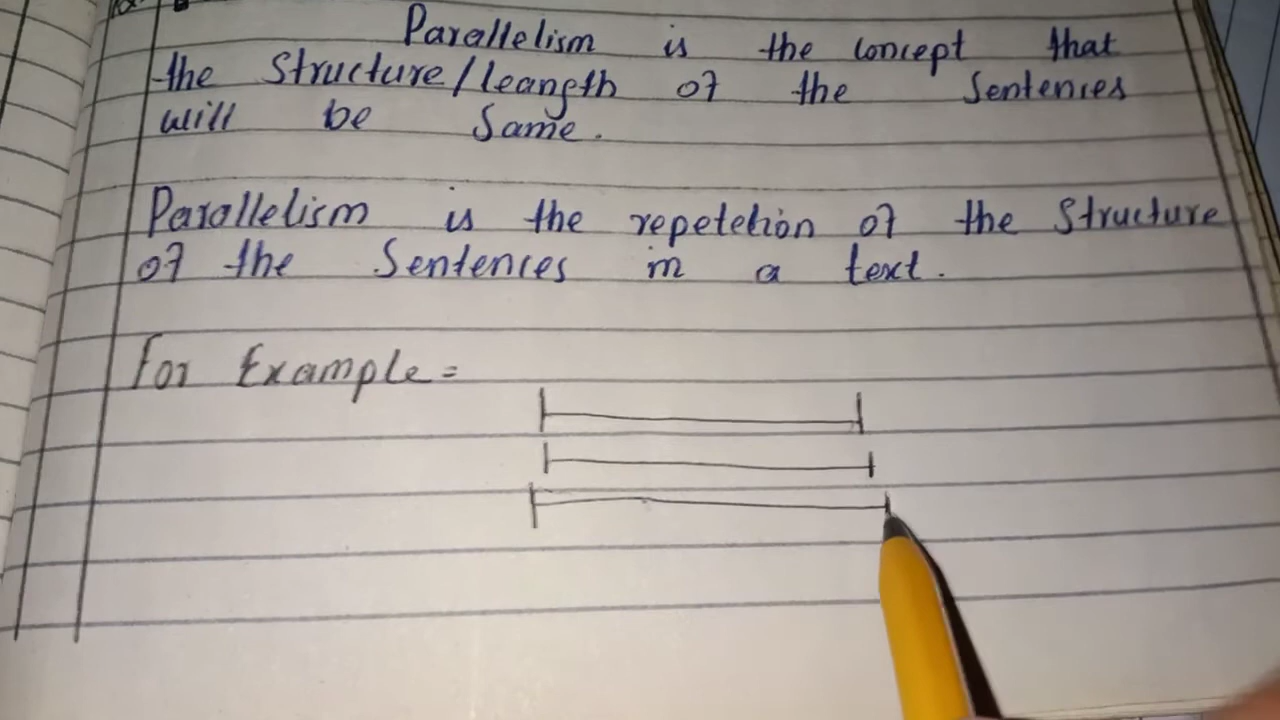 Parallelism is the concept that
the Structure/leangth of the Sentences
will be Same.
Parallelism is the repetetion of the Structure
of the Sentences in a text.
For Example=